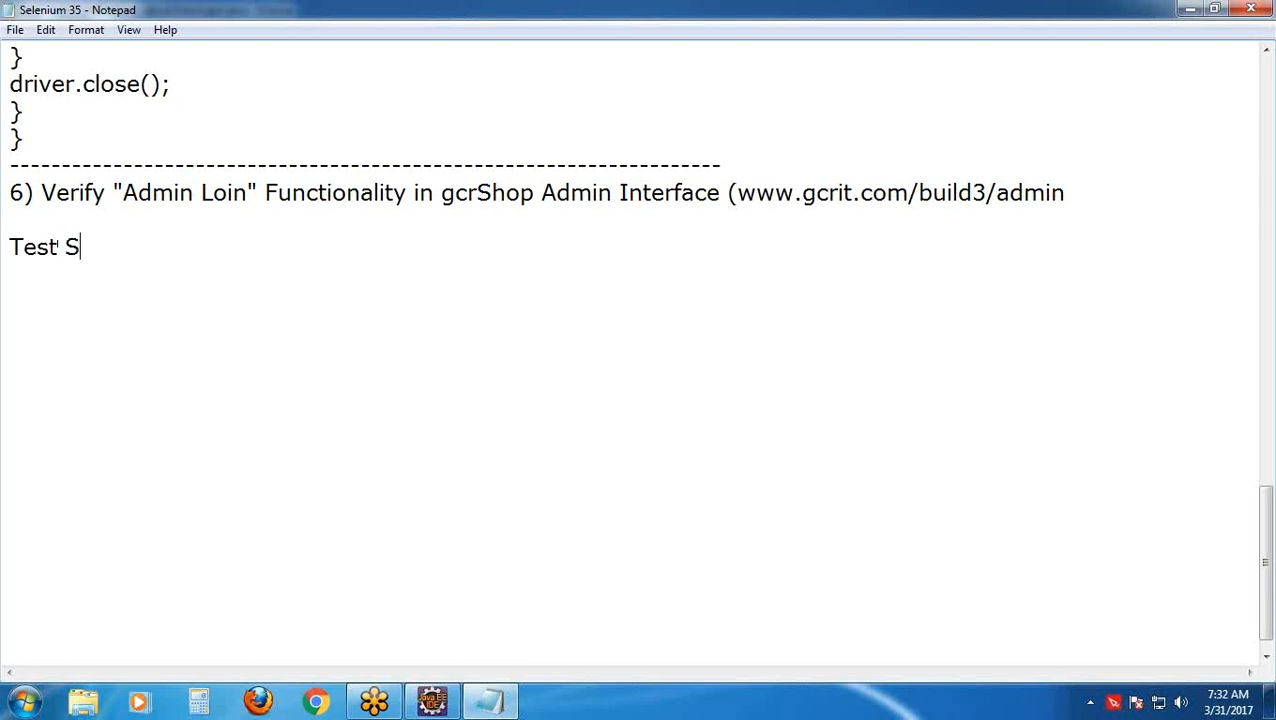 Selenium 35 - Notepad
File Edit Format View Help
}
driver.close();
}
}
--------------------------------------------------------------------
6) Verify "Admin Loin" Functionality in gcrShop Admin Interface (www.gcrit.com/build3/admin
Test S
7:32 AM
3/31/2017